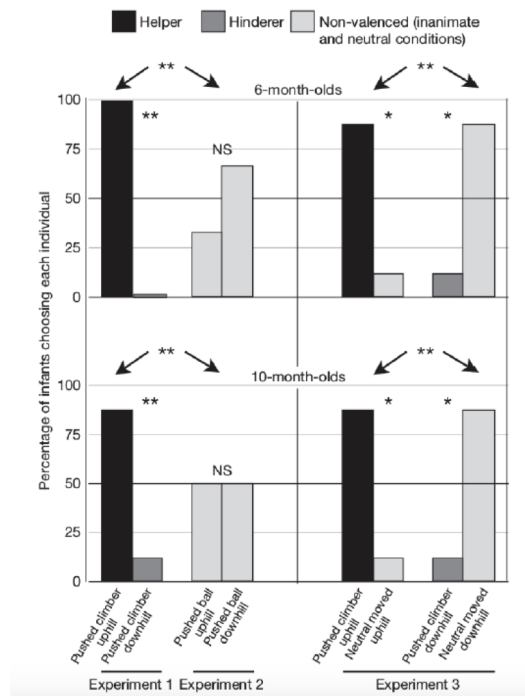 Helper
Hinderer
Non-valenced (inanimate
and neutral conditions)
**
**
6-month-olds
100
75
50
25
0
**
NS
*
*
**
**
10-month-olds
100
75
50
25
0
**
NS
*
*
Percentage of infants choosing each individual
Pushed climber
uphill
Pushed climber
downhill
Pushed ball
uphill
Pushed ball
downhill
Pushed climber
uphill
Neutral moved
uphill
Pushed climber
downhill
Neutral moved
downhill
Experiment 1
Experiment 2
Experiment 3